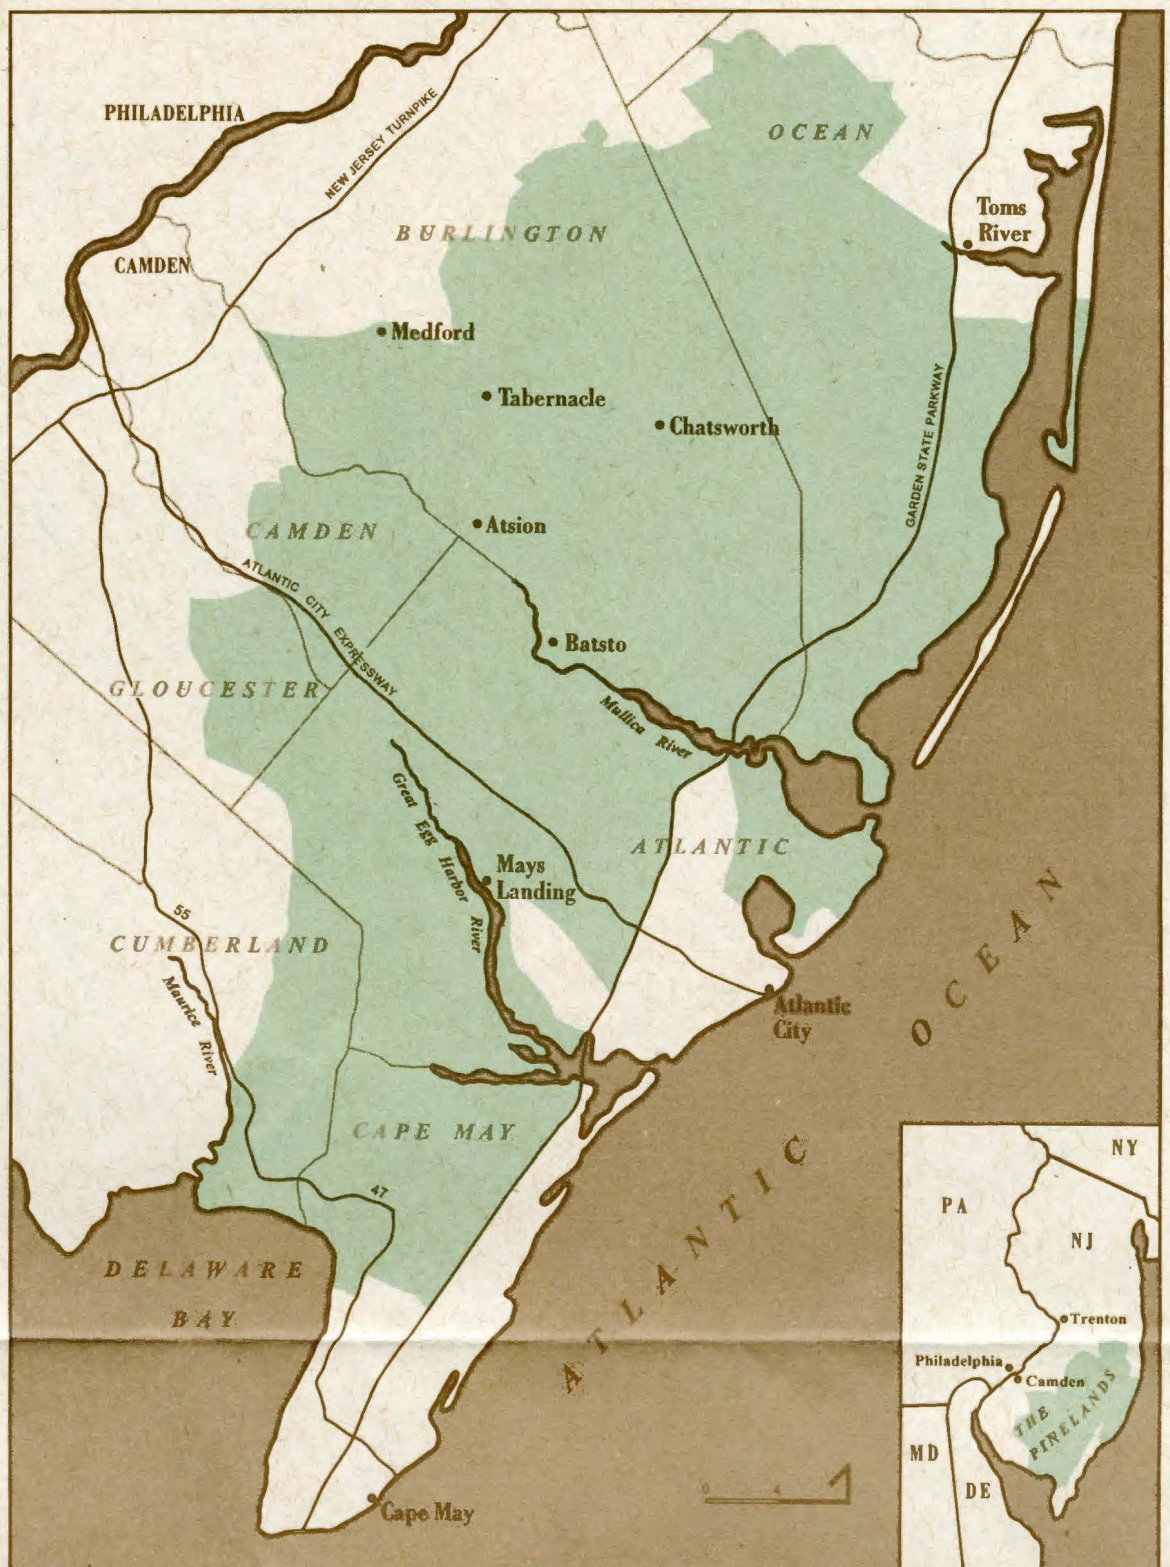 PHILADELPHIA
NEW JERSEY TURNPIKE
OCEAN
Toms
River
BURLINGTON
CAMDEN
Medford
Tabernacle
Chatsworth
GARDEN STATE PARKWAY
Atsion
CAMDEN
ATLANTIC CITY EXPRESSWAY
Batsto
GLOUCESTER
Mullica River
Great Egg Harbor River
ATLANTIC
Mays
Landing
55
CUMBERLAND
Maurice River
Atlantic
City
ATLANTIC OCEAN
CAPE MAY
47
DELAWARE
BAY
Cape May
0 4
NY
PA
NJ
Trenton
Philadelphia
Camden
THE
PINELANDS
MD
DE